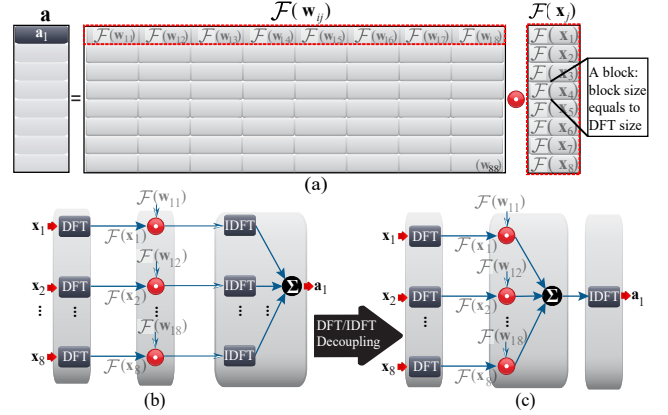 a
ℱ(w_ij)
ℱ(x_j)
a₁
ℱ(w₁₁) ℱ(w₁₂) ℱ(w₁₃) ℱ(w₁₄) ℱ(w₁₅) ℱ(w₁₆) ℱ(w₁₇) ℱ(w₁₈)
ℱ(x₁)
ℱ(x₂)
ℱ(x₃)
ℱ(x₄)
ℱ(x₅)
ℱ(x₆)
ℱ(x₇)
ℱ(x₈)
=
A block:
block size
equals to
DFT size
(w₈₈)
(a)
ℱ(w₁₁)
x₁ DFT IDFT
ℱ(x₁)
ℱ(w₁₂)
x₂ DFT IDFT Σ a₁
ℱ(x₂)
... ... ...
ℱ(w₁₈)
x₈ DFT IDFT
ℱ(x₈)
(b)
DFT/IDFT
Decoupling
ℱ(w₁₁)
x₁ DFT
ℱ(x₁)
ℱ(w₁₂)
x₂ DFT Σ IDFT a₁
ℱ(x₂)
... ...
ℱ(w₁₈)
x₈ DFT
ℱ(x₈)
(c)